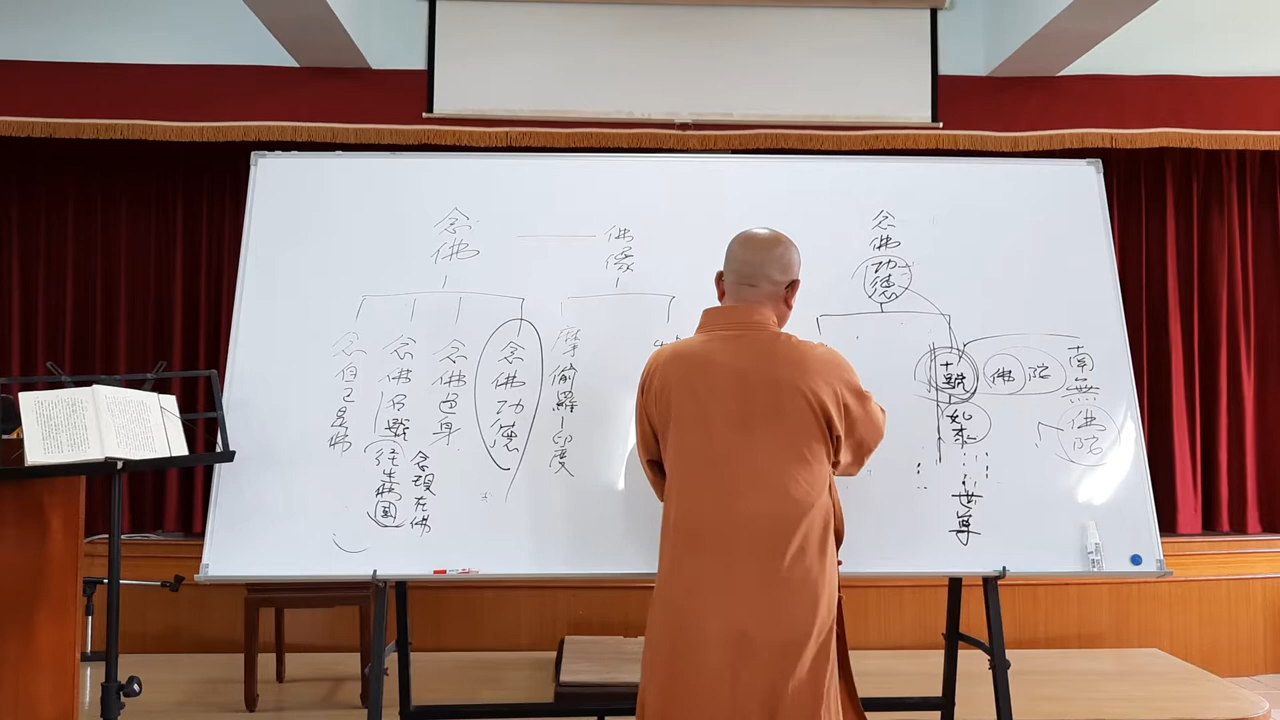 念佛
佛像
念自己是佛
念佛名號
往生佛國
念佛色身
念現在佛
念佛功德
摩偷羅-印度
念佛功德
十號
佛陀
南無佛陀
如來
世尊